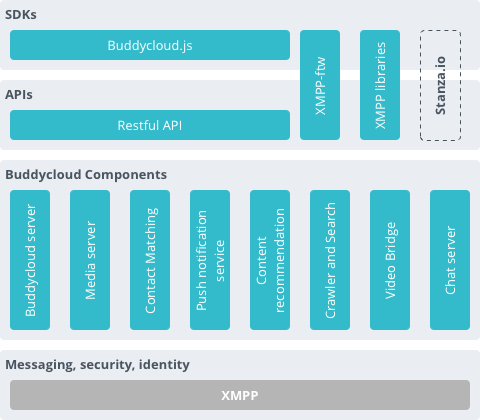 SDKs
Buddycloud.js
XMPP-ftw
XMPP libraries
Stanza.io
APIs
Restful API
Buddycloud Components
Buddycloud server
Media server
Contact Matching
Push notification
service
Content
recommendation
Crawler and Search
Video Bridge
Chat server
Messaging, security, identity
XMPP